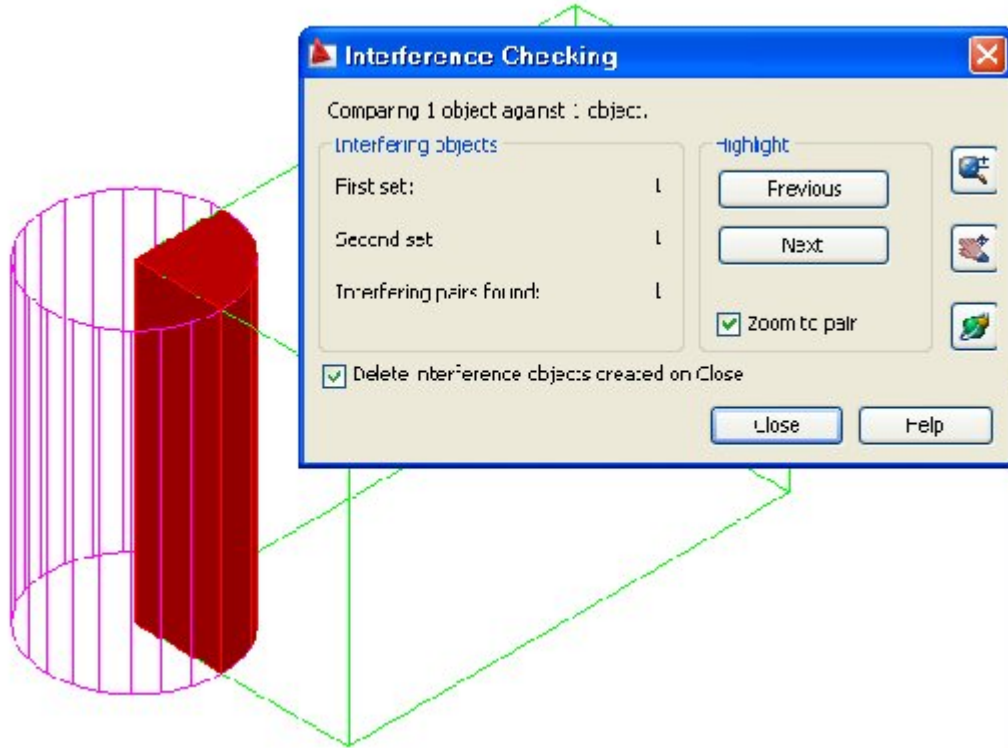 Interference Checking
Comparing 1 object against 1 object.
Interfering objects
First set: 1
Second set 1
Interfering pairs found: 1
Highlight
Previous
Next
Zoom to pair
Delete interference objects created on Close
Close
Help